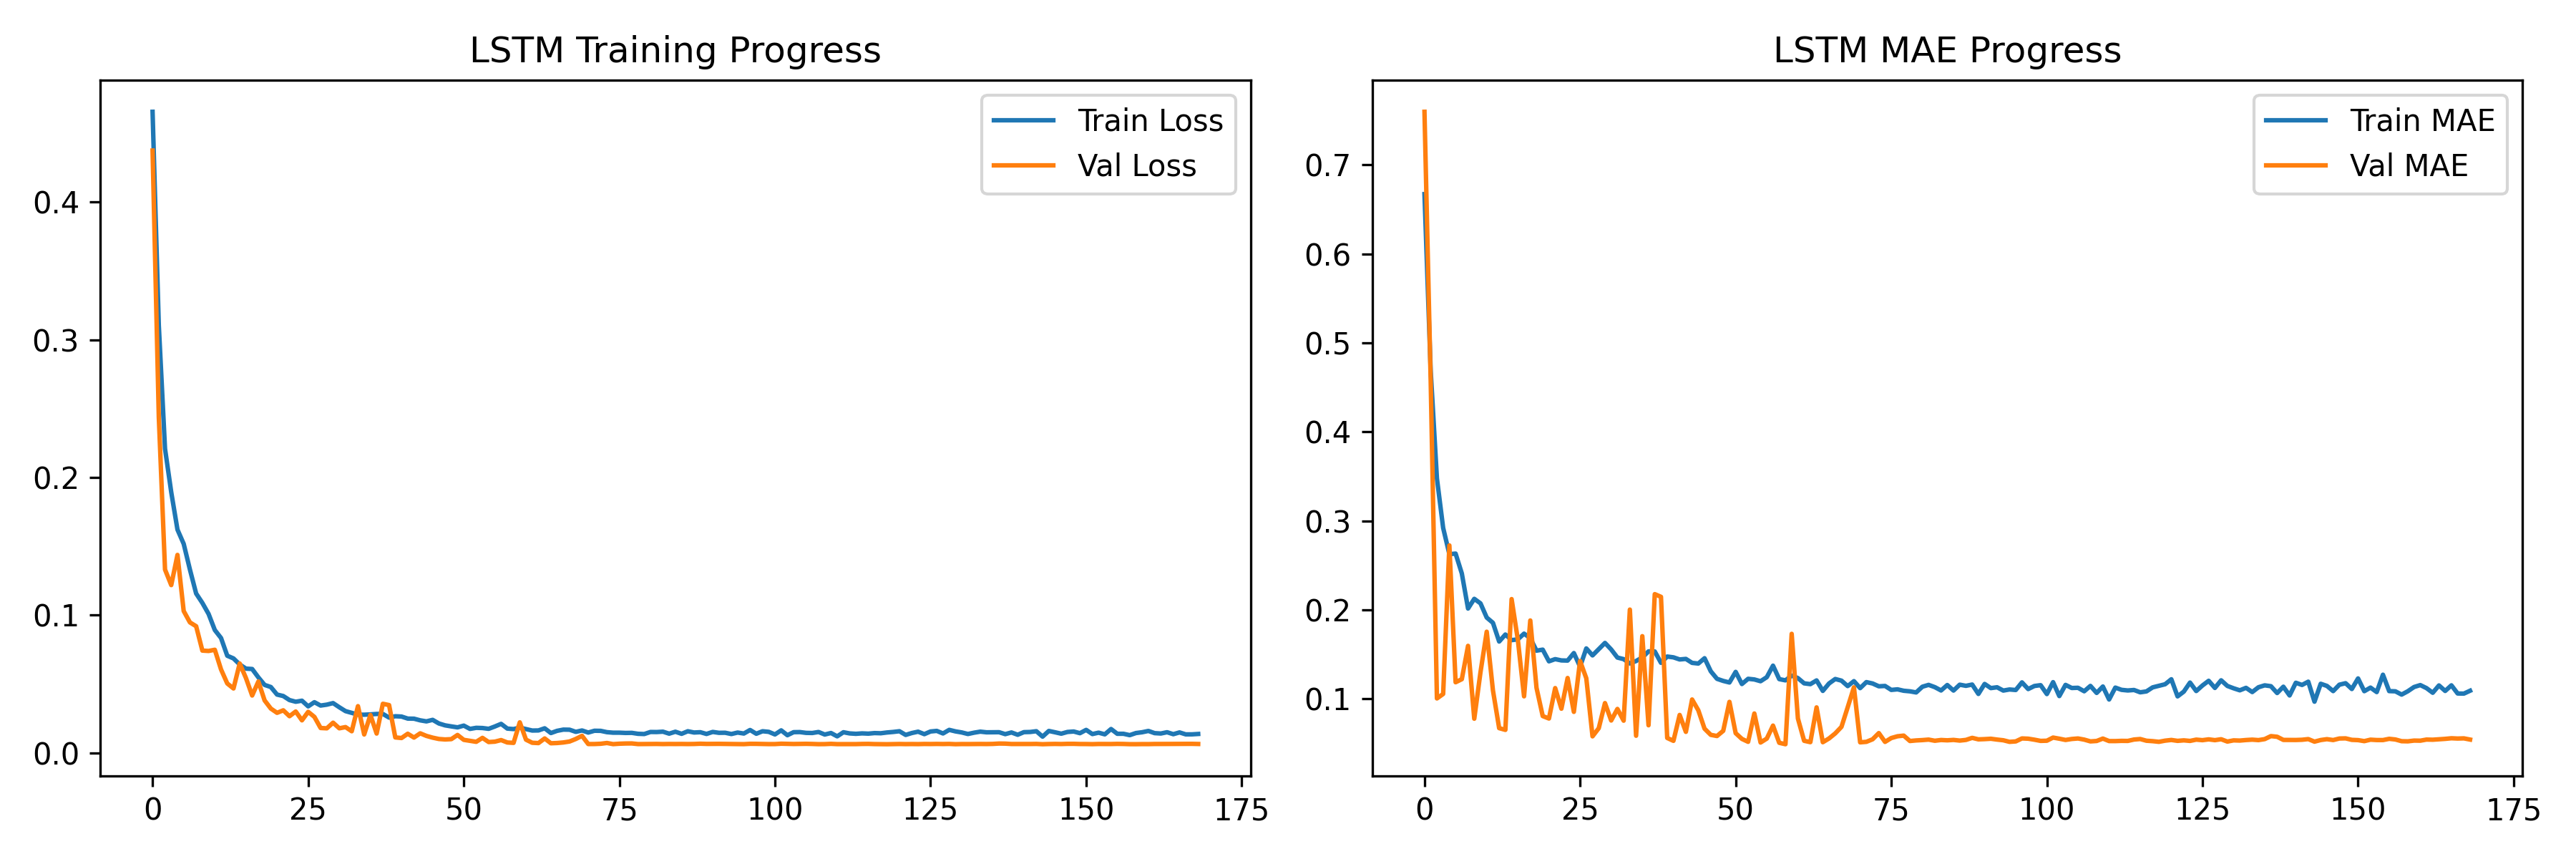 LSTM Training Progress
Train Loss
Val Loss
0.4
0.3
0.2
0.1
0.0
0 25 50 75 100 125 150 175
LSTM MAE Progress
Train MAE
Val MAE
0.7
0.6
0.5
0.4
0.3
0.2
0.1
0 25 50 75 100 125 150 175